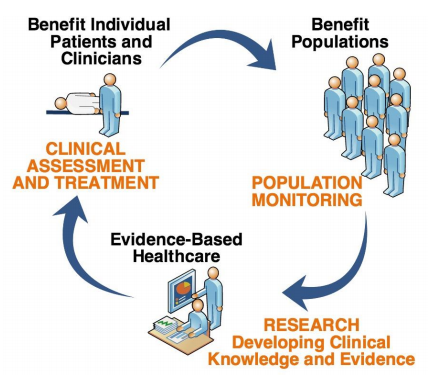 Benefit Individual
Patients and
Clinicians
CLINICAL
ASSESSMENT
AND TREATMENT
Benefit
Populations
POPULATION
MONITORING
Evidence-Based
Healthcare
RESEARCH
Developing Clinical
Knowledge and Evidence